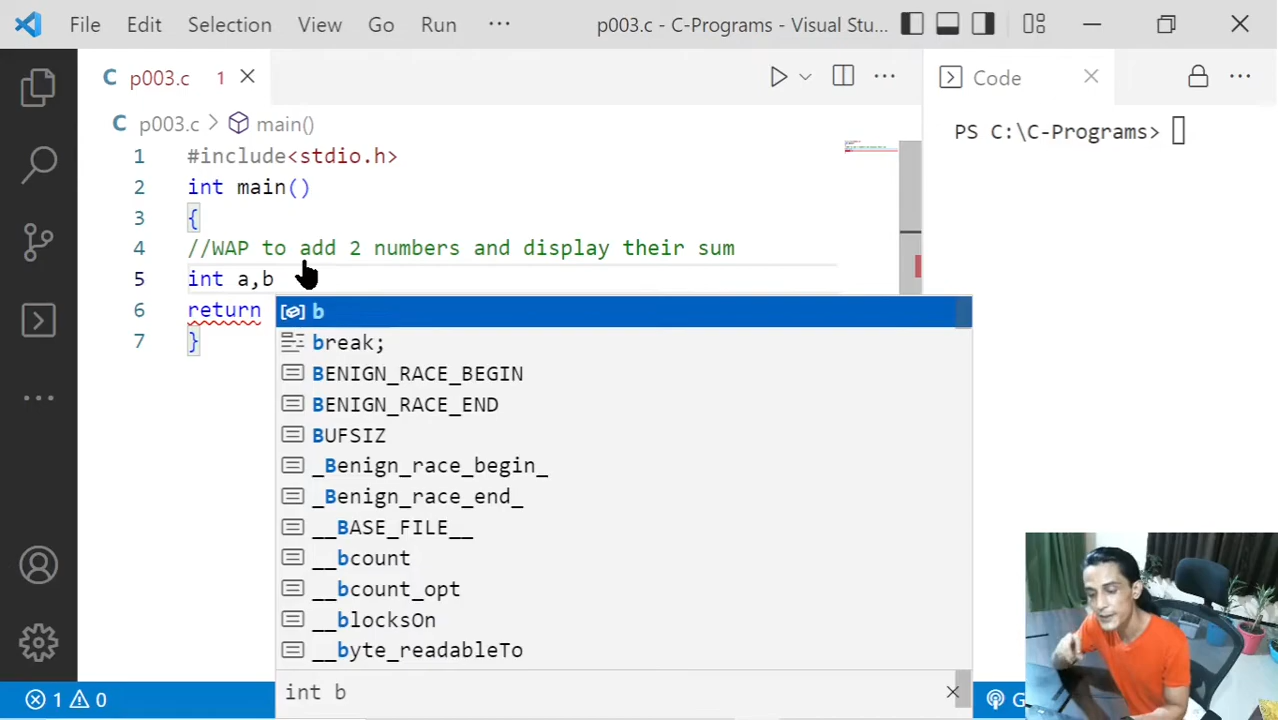 File Edit Selection View Go Run ··· p003.c - C-Programs - Visual Stu...
C p003.c 1
Code
C p003.c > main()
PS C:\C-Programs>
1 #include<stdio.h>
2 int main()
3 {
4 //WAP to add 2 numbers and display their sum
5 int a,b
6 return
7 }
b
break;
BENIGN_RACE_BEGIN
BENIGN_RACE_END
BUFSIZ
_Benign_race_begin_
_Benign_race_end_
__BASE_FILE__
__bcount
__bcount_opt
__blocksOn
__byte_readableTo
int b
1 0
G